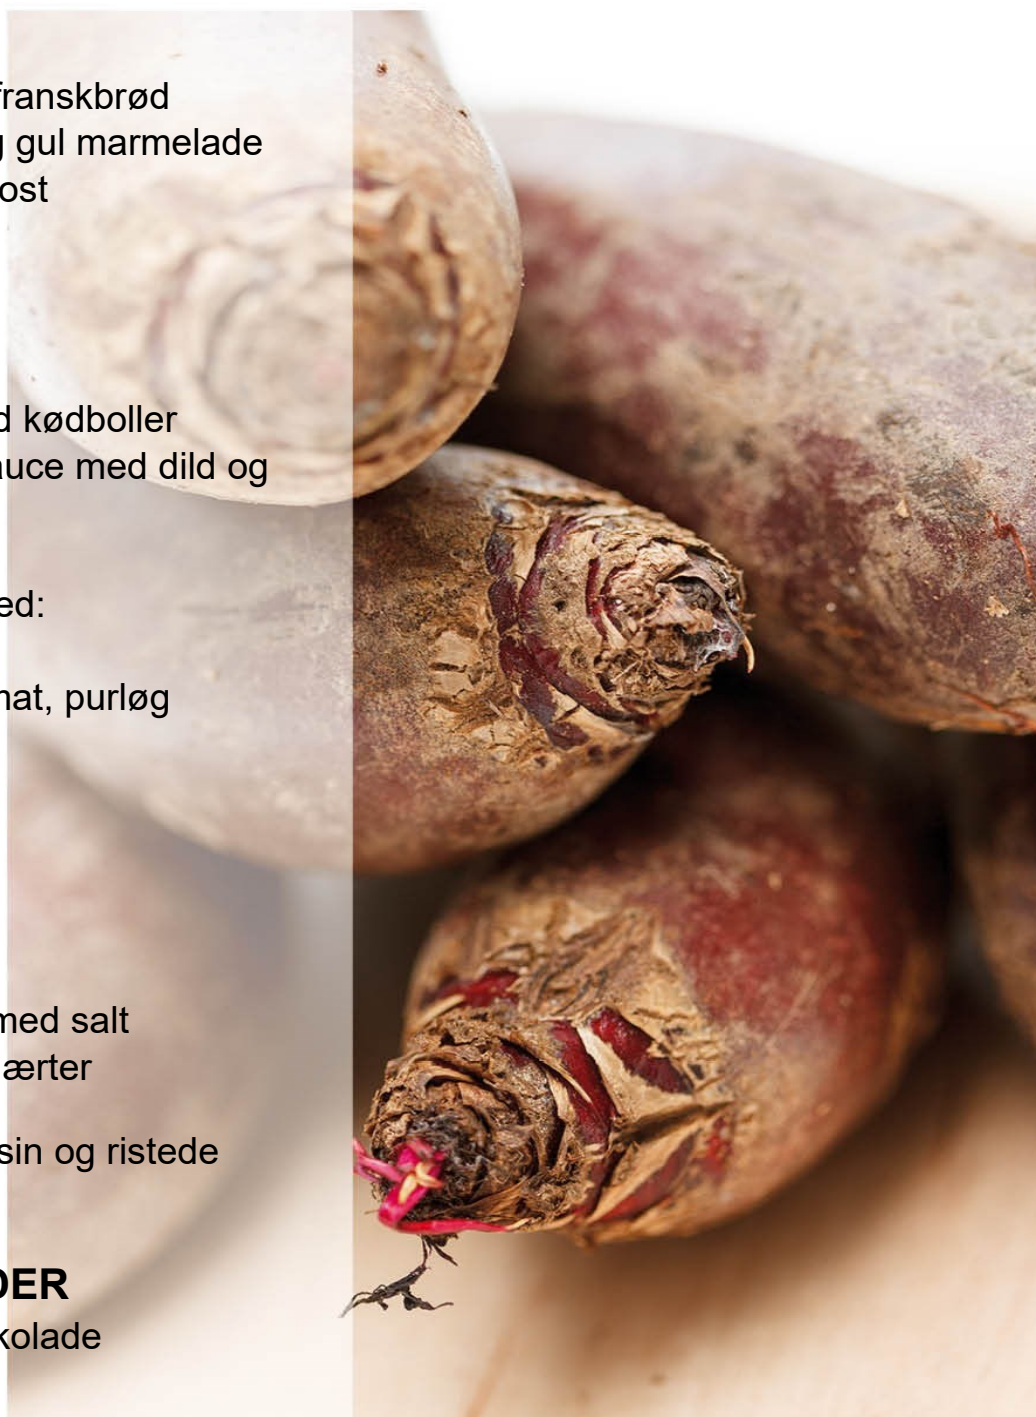 franskbrød
gul marmelade
ost
kødboller
uce med dild og
ed:
nat, purløg
med salt
ærter
sin og ristede
DER
kolade